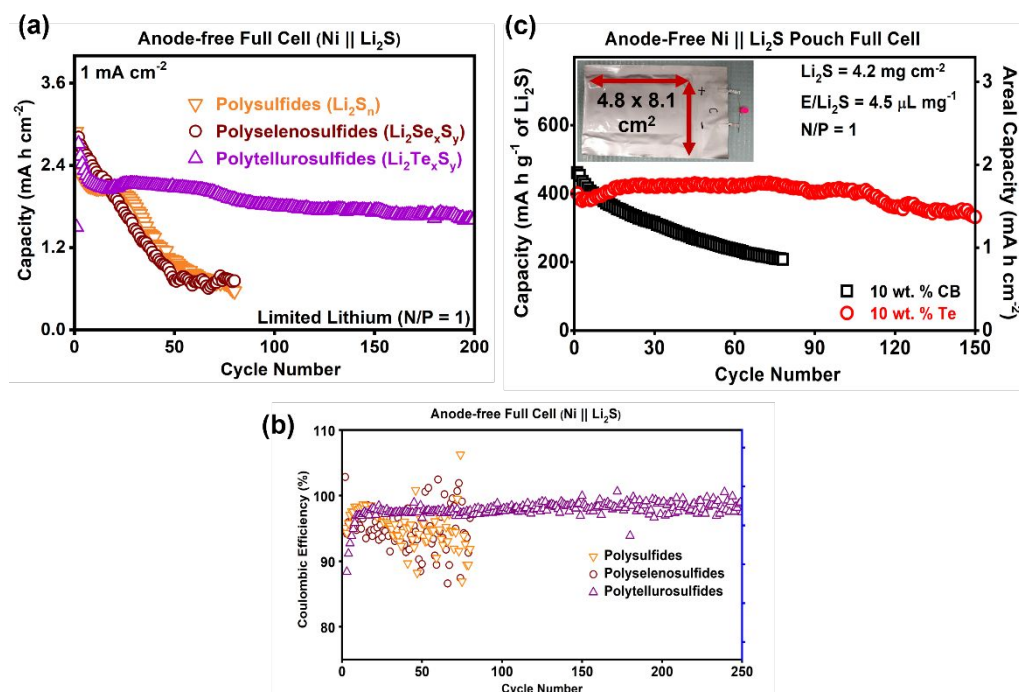 (a)
Anode-free Full Cell (Ni || Li₂S)
1 mA cm⁻²
Polysulfides (Li₂Sₙ)
Polyselenosulfides (Li₂SeₓSᵧ)
Polytellurosulfides (Li₂TeₓSᵧ)
Limited Lithium (N/P = 1)
Capacity (mA h cm⁻²)
3.6
2.4
1.2
0.0
0
50
100
150
200
Cycle Number
(c)
Anode-Free Ni || Li₂S Pouch Full Cell
4.8 x 8.1
cm²
+
C
-
Li₂S = 4.2 mg cm⁻²
E/Li₂S = 4.5 μL mg⁻¹
N/P = 1
10 wt. % CB
10 wt. % Te
Capacity (mA h g⁻¹ of Li₂S)
600
400
200
0
30
60
90
120
150
Cycle Number
3
2
1
0
Areal Capacity (mA h cm⁻²)
(b)
Anode-free Full Cell (Ni || Li₂S)
Coulombic Efficiency (%)
110
100
90
80
0
50
100
150
200
250
Polysulfides
Polyselenosulfides
Polytellurosulfides
Cycle Number